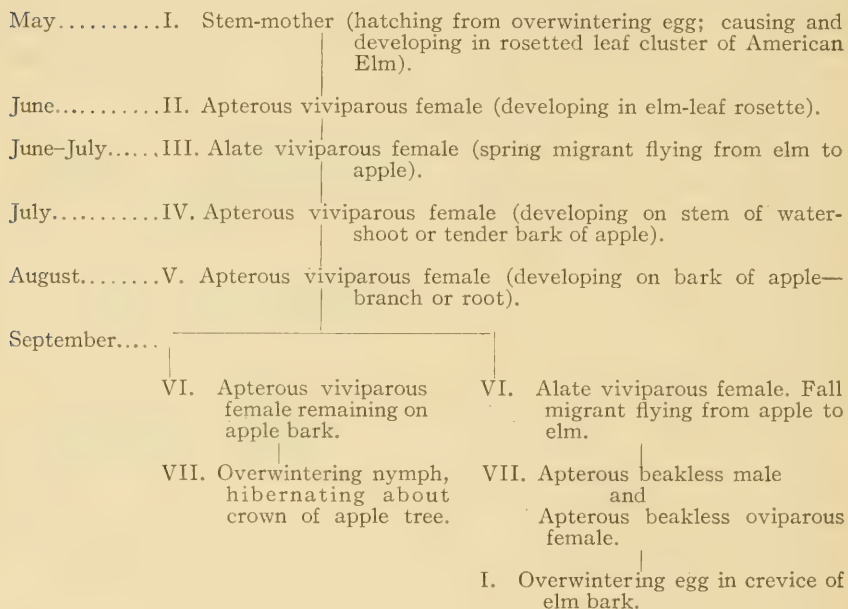 May..........I. Stem-mother (hatching from overwintering egg; causing and
developing in rosetted leaf cluster of American
Elm).
June...........II. Apterous viviparous female (developing in elm-leaf rosette).
June–July......III. Alate viviparous female (spring migrant flying from elm to
apple).
July...........IV. Apterous viviparous female (developing on stem of water-
shoot or tender bark of apple).
August........V. Apterous viviparous female (developing on bark of apple—
branch or root).
September.....
VI. Apterous viviparous
female remaining on
apple bark.
VII. Overwintering nymph,
hibernating about
crown of apple tree.
VI. Alate viviparous female. Fall
migrant flying from apple to
elm.
VII. Apterous beakless male
and
Apterous beakless oviparous
female.
I. Overwintering egg in crevice of
elm bark.